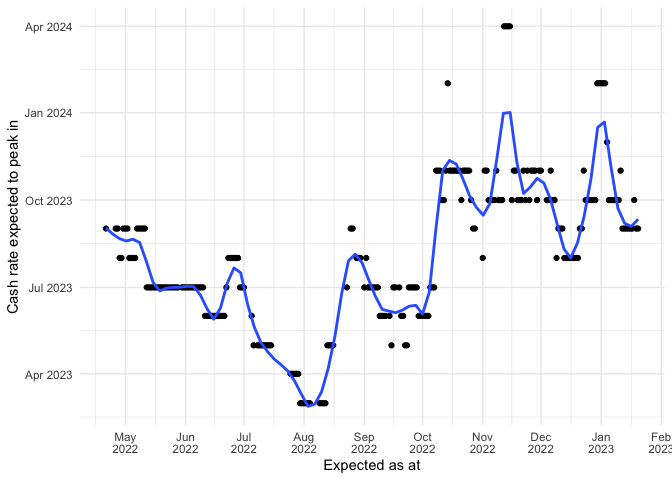 Cash rate expected to peak in
Apr 2024
Jan 2024
Oct 2023
Jul 2023
Apr 2023
May Jun Jul Aug Sep Oct Nov Dec Jan Feb
2022 2022 2022 2022 2022 2022 2022 2022 2023 2023
Expected as at